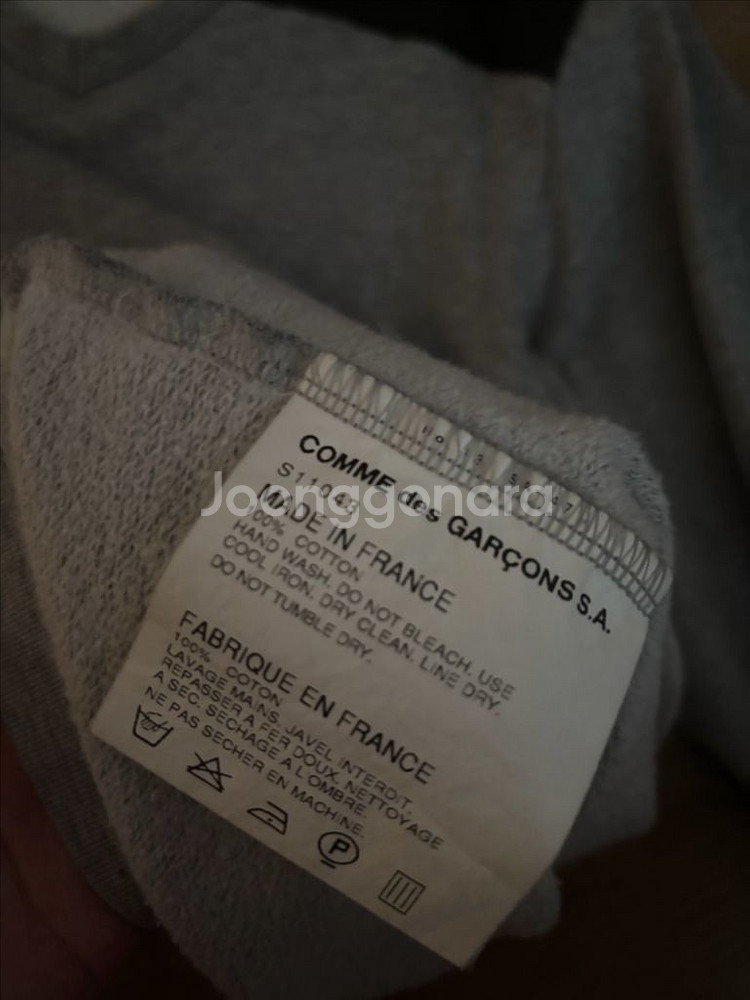 COMME des GARÇONS S.A.
S11043
MADE IN FRANCE
100% COTTON
HAND WASH. DO NOT BLEACH. USE
COOL IRON. DRY CLEAN. LINE DRY.
DO NOT TUMBLE DRY.
FABRIQUE EN FRANCE
100% COTON
LAVAGE MAINS. JAVEL INTERDIT.
REPASSER A FER DOUX. NETTOYAGE
A SEC. SECHAGE A L'OMBRE.
NE PAS SECHER EN MACHINE.
P
Joonggonara